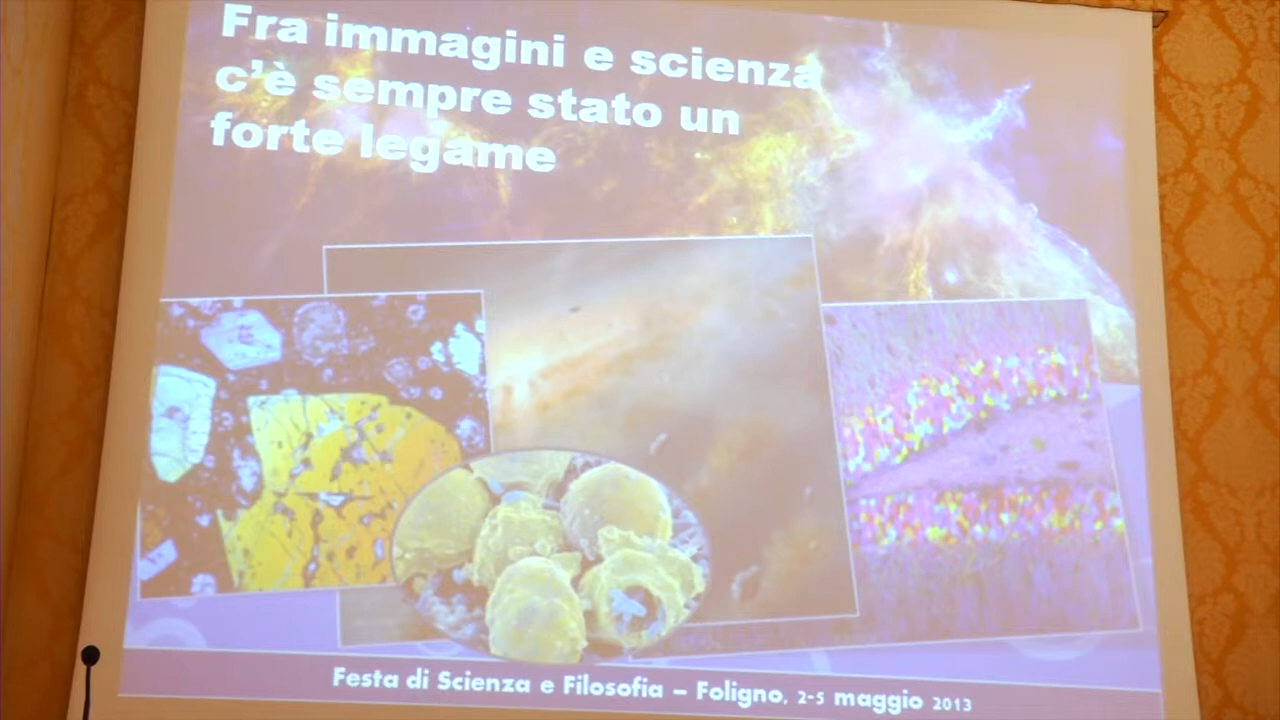 Fra immagini e scienza
c'è sempre stato un
forte legame
Festa di Scienza e Filosofia – Foligno, 2-5 maggio 2013